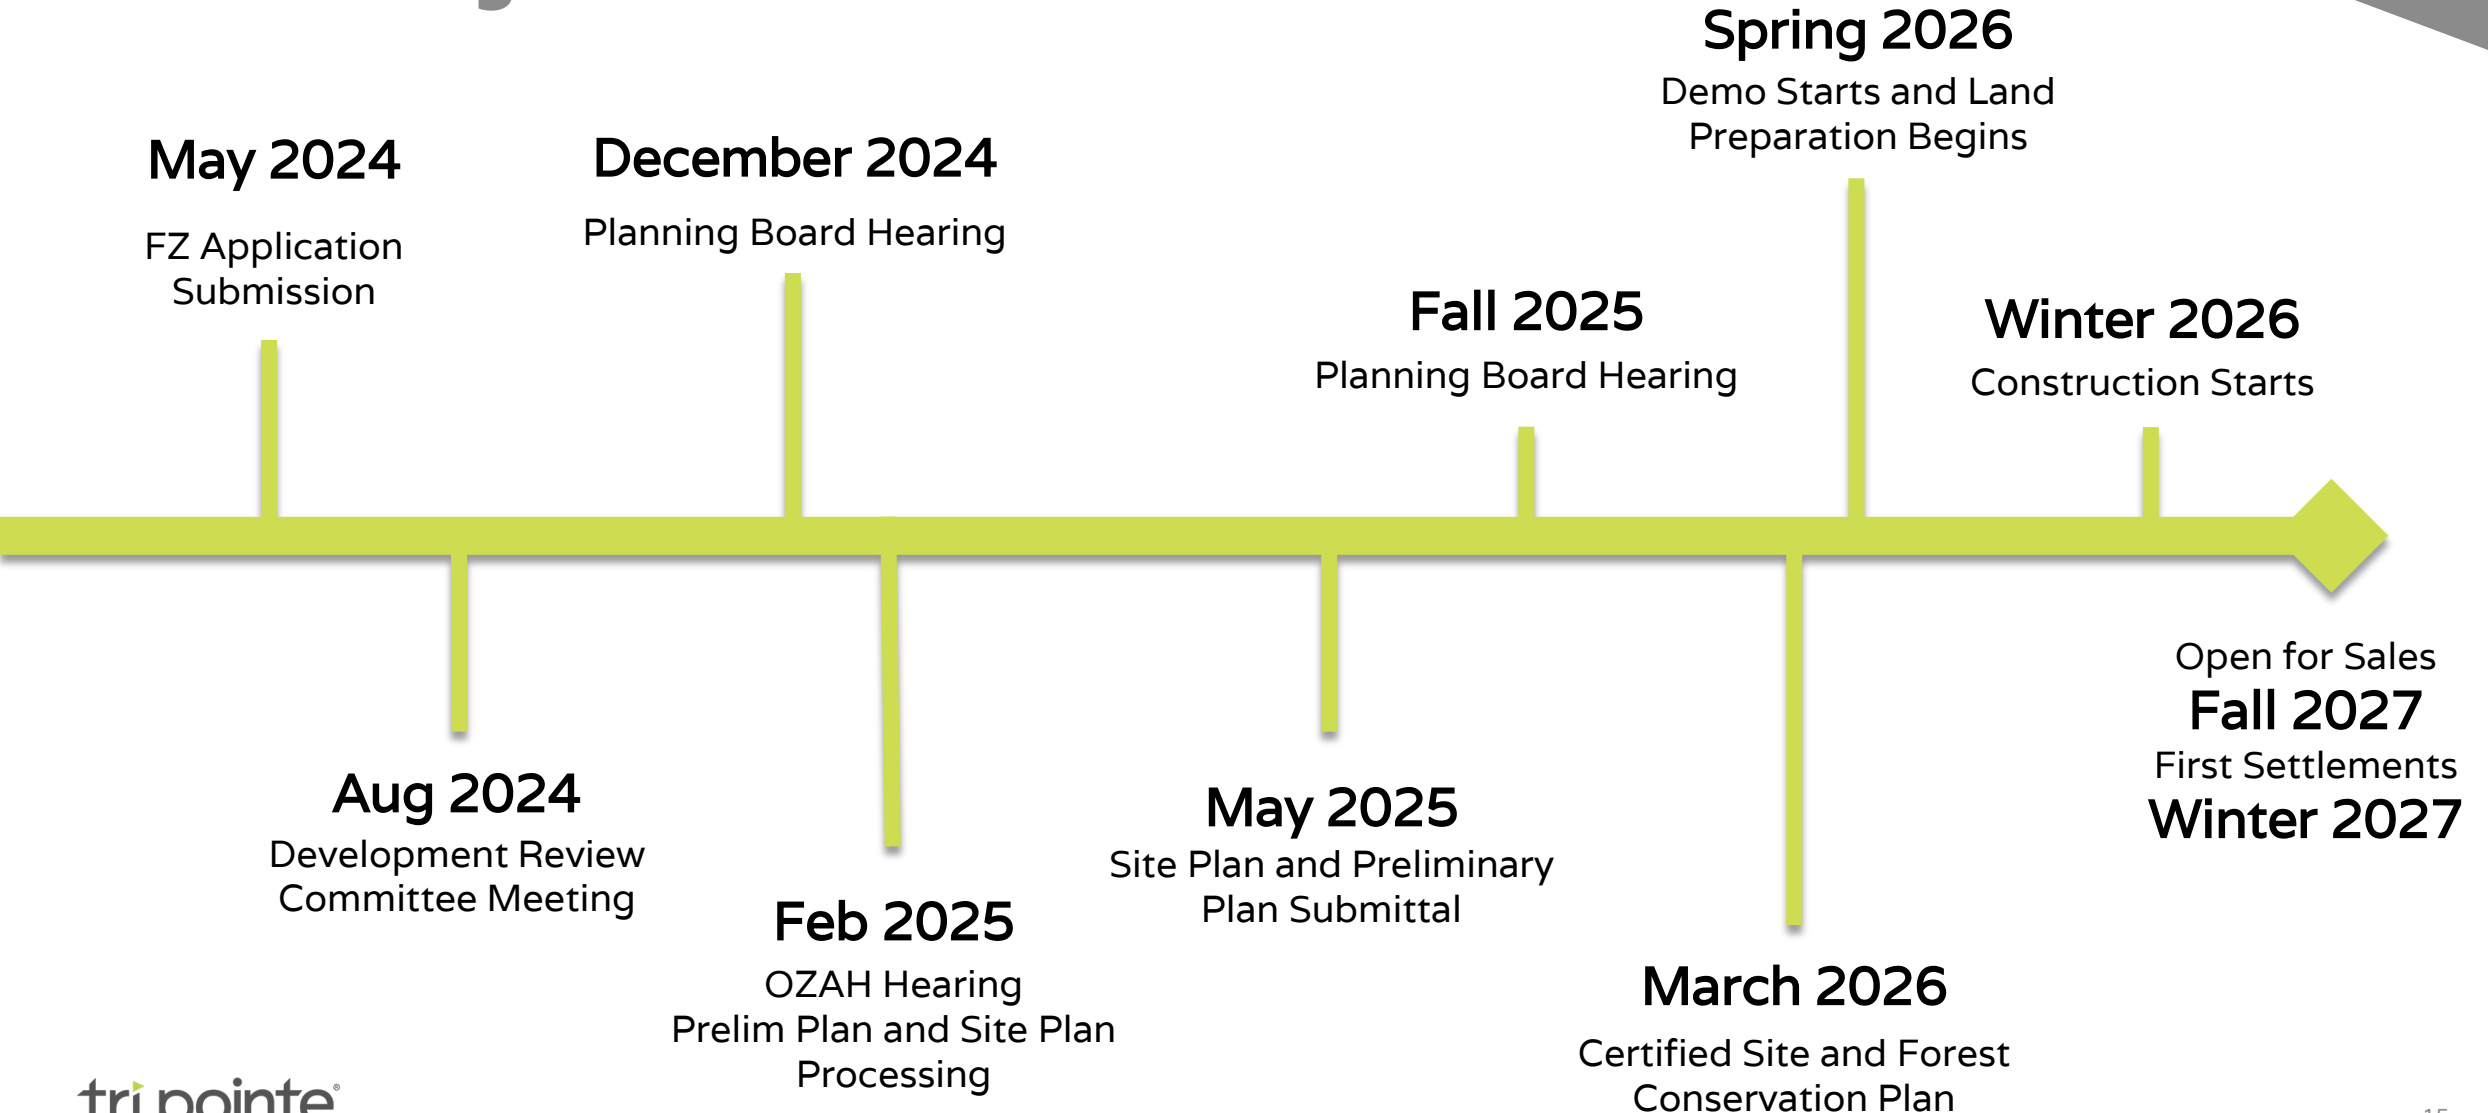 Spring 2026
Demo Starts and Land
Preparation Begins
May 2024
FZ Application
Submission
December 2024
Planning Board Hearing
Fall 2025
Planning Board Hearing
Winter 2026
Construction Starts
Open for Sales
Fall 2027
First Settlements
Winter 2027
Aug 2024
Development Review
Committee Meeting
May 2025
Site Plan and Preliminary
Plan Submittal
Feb 2025
OZAH Hearing
Prelim Plan and Site Plan
Processing
March 2026
Certified Site and Forest
Conservation Plan
tri pointe®